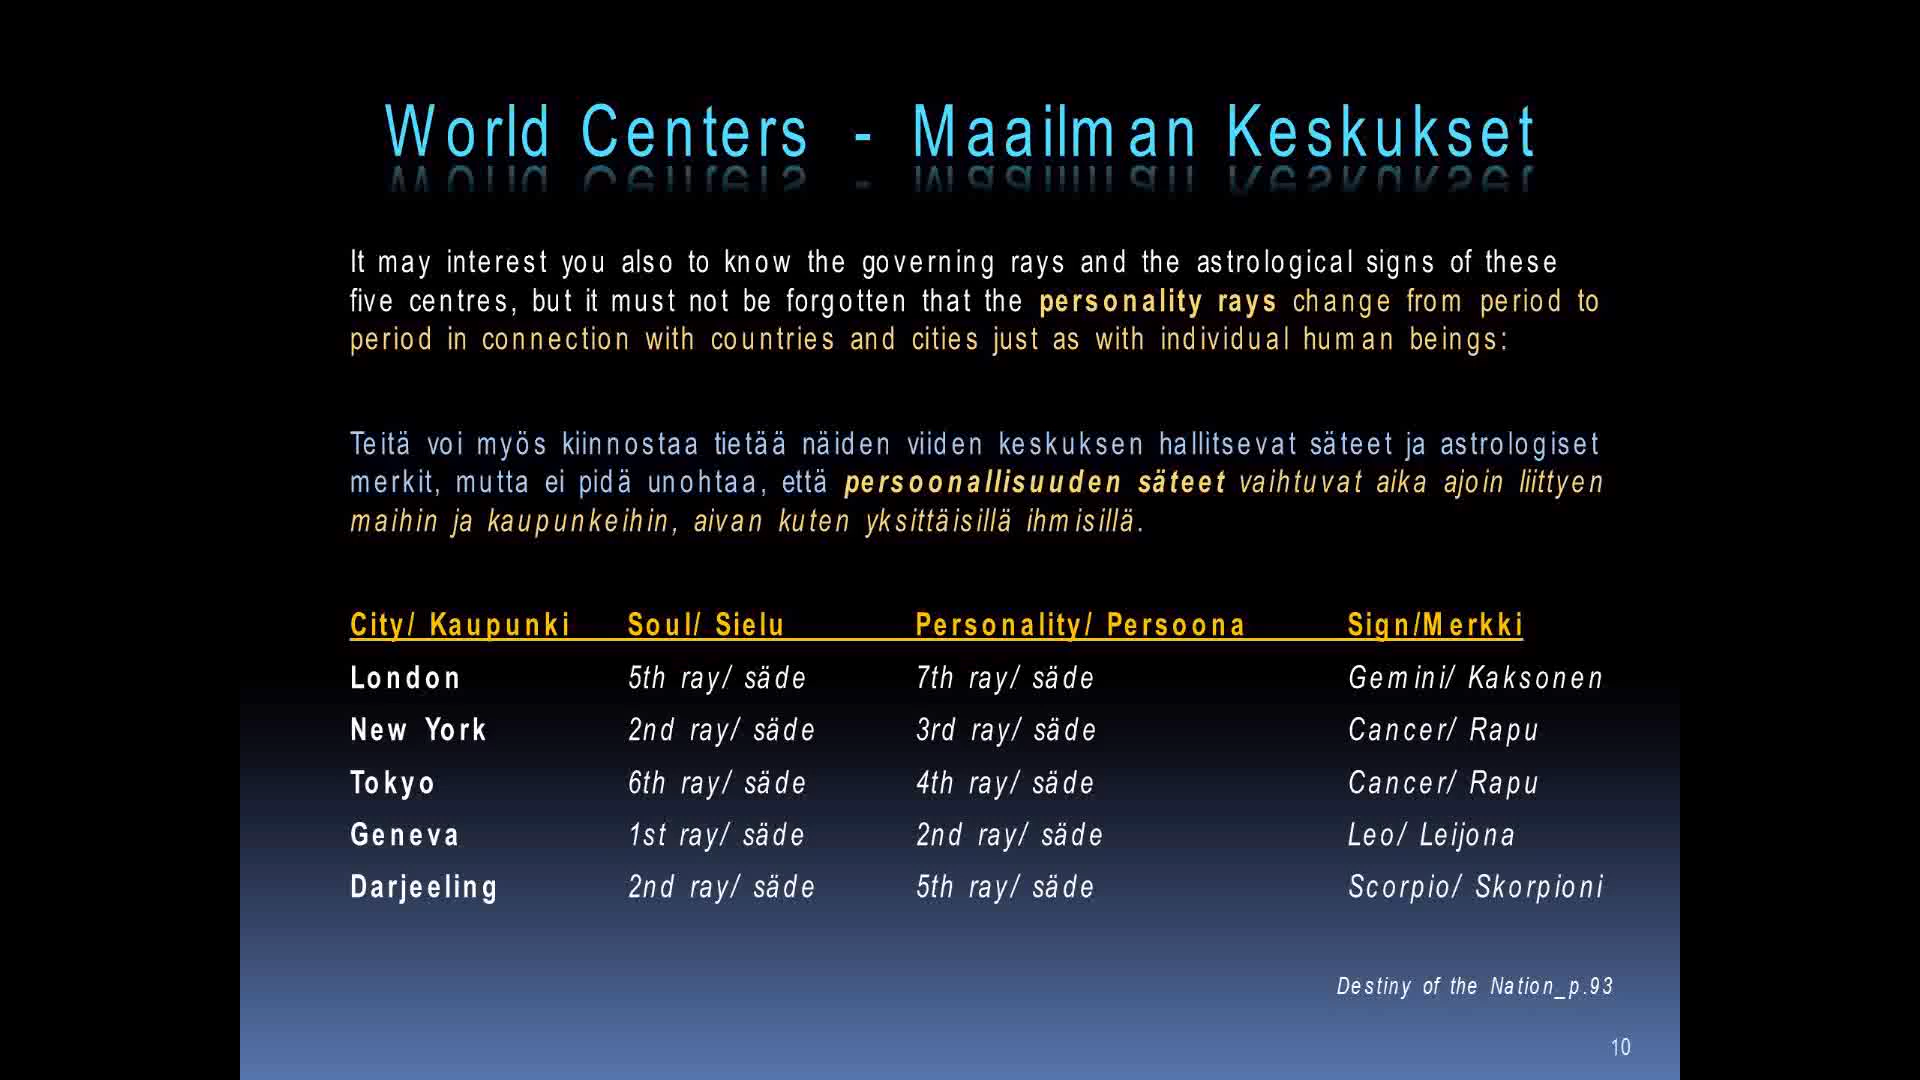 World Centers - Maailman Keskukset
It may interest you also to know the governing rays and the astrological signs of these
five centres, but it must not be forgotten that the personality rays change from period to
period in connection with countries and cities just as with individual human beings:
Teitä voi myös kiinnostaa tietää näiden viiden keskuksen hallitsevat säteet ja astrologiset
merkit, mutta ei pidä unohtaa, että persoonallisuuden säteet vaihtuvat aika ajoin liittyen
maihin ja kaupunkeihin, aivan kuten yksittäisillä ihmisillä.
City/ Kaupunki Soul/ Sielu Personality/ Persoona Sign/Merkki
London 5th ray/ säde 7th ray/ säde Gemini/ Kaksonen
New York 2nd ray/ säde 3rd ray/ säde Cancer/ Rapu
Tokyo 6th ray/ säde 4th ray/ säde Cancer/ Rapu
Geneva 1st ray/ säde 2nd ray/ säde Leo/ Leijona
Darjeeling 2nd ray/ säde 5th ray/ säde Scorpio/ Skorpioni
Destiny of the Nation_p.93
10